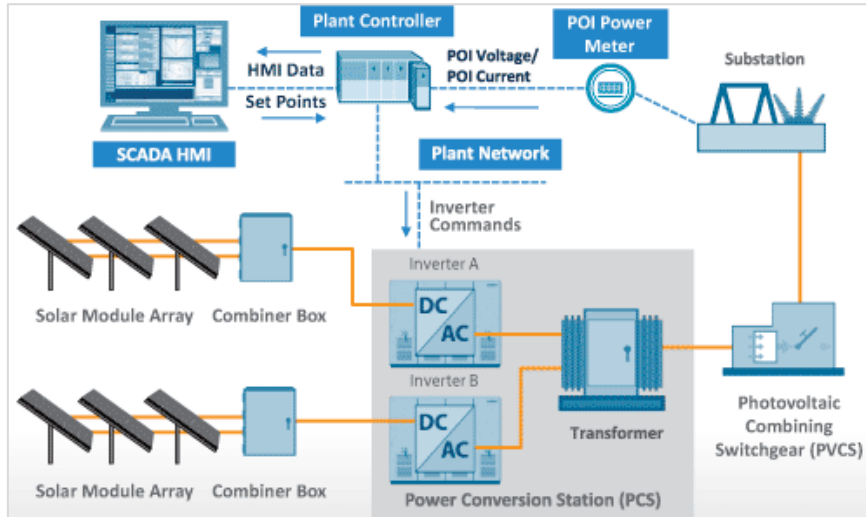 Plant Controller
POI Power
Meter
Substation
HMI Data
Set Points
POI Voltage/
POI Current
SCADA HMI
Plant Network
Inverter
Commands
Inverter A
DC
AC
Solar Module Array
Combiner Box
Inverter B
DC
AC
Transformer
Photovoltaic
Combining
Switchgear (PVCS)
Solar Module Array
Combiner Box
Power Conversion Station (PCS)